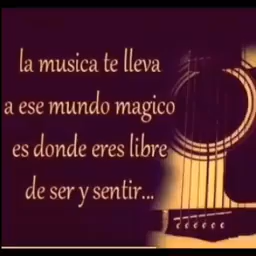 la musica te lleva
a ese mundo magico
es donde eres libre
de ser y sentir...